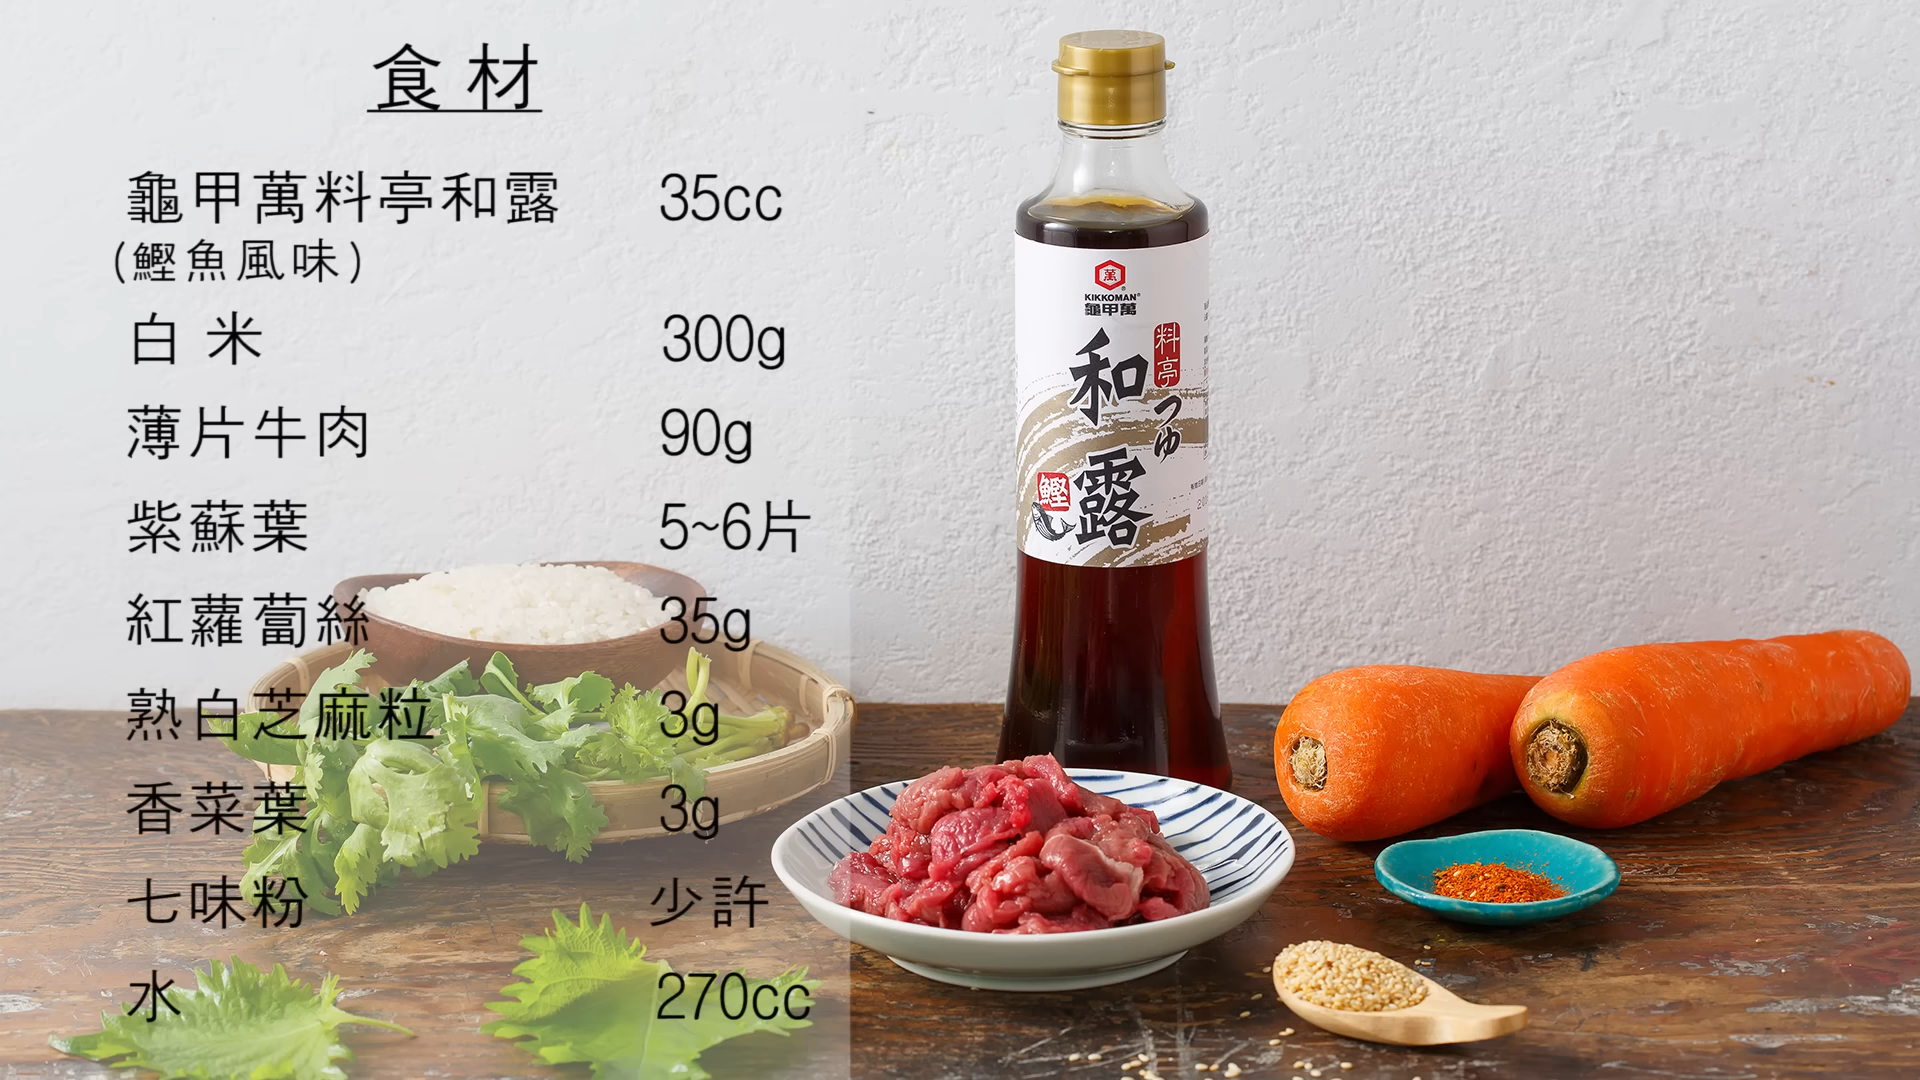 食材
龜甲萬料亭和露 35cc
(鰹魚風味)
白米 300g
薄片牛肉 90g
紫蘇葉 5~6片
紅蘿蔔絲 35g
熟白芝麻粒 3g
香菜葉 3g
七味粉 少許
水 270cc
萬
KIKKOMAN®
龜甲萬
料亭
和露
つゆ
鰹